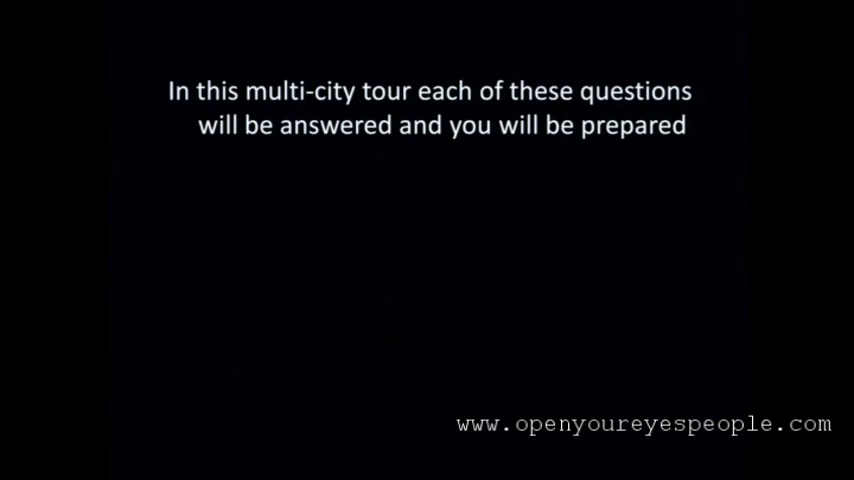 In this multi-city tour each of these questions
will be answered and you will be prepared
www.openyoureyespeople.com